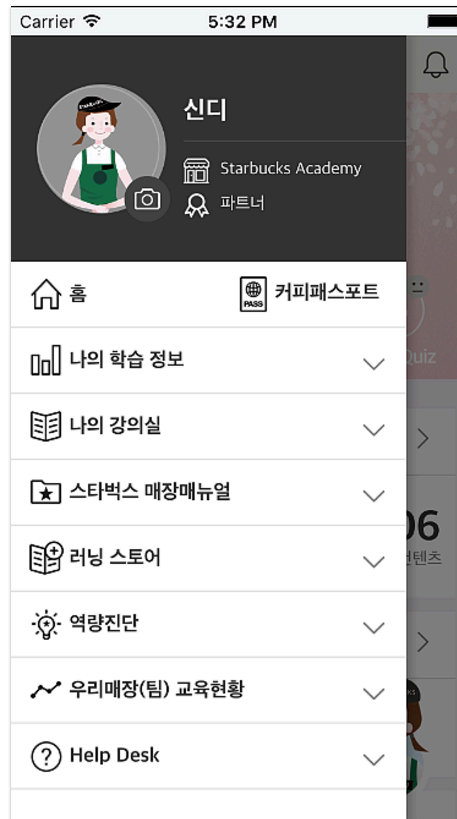 Carrier 5:32 PM
신디
Starbucks Academy
파트너
홈
PASS 커피패스포트
나의 학습 정보
나의 강의실
스타벅스 매장매뉴얼
러닝 스토어
역량진단
우리매장(팀) 교육현황
Help Desk
Quiz
06
텐츠